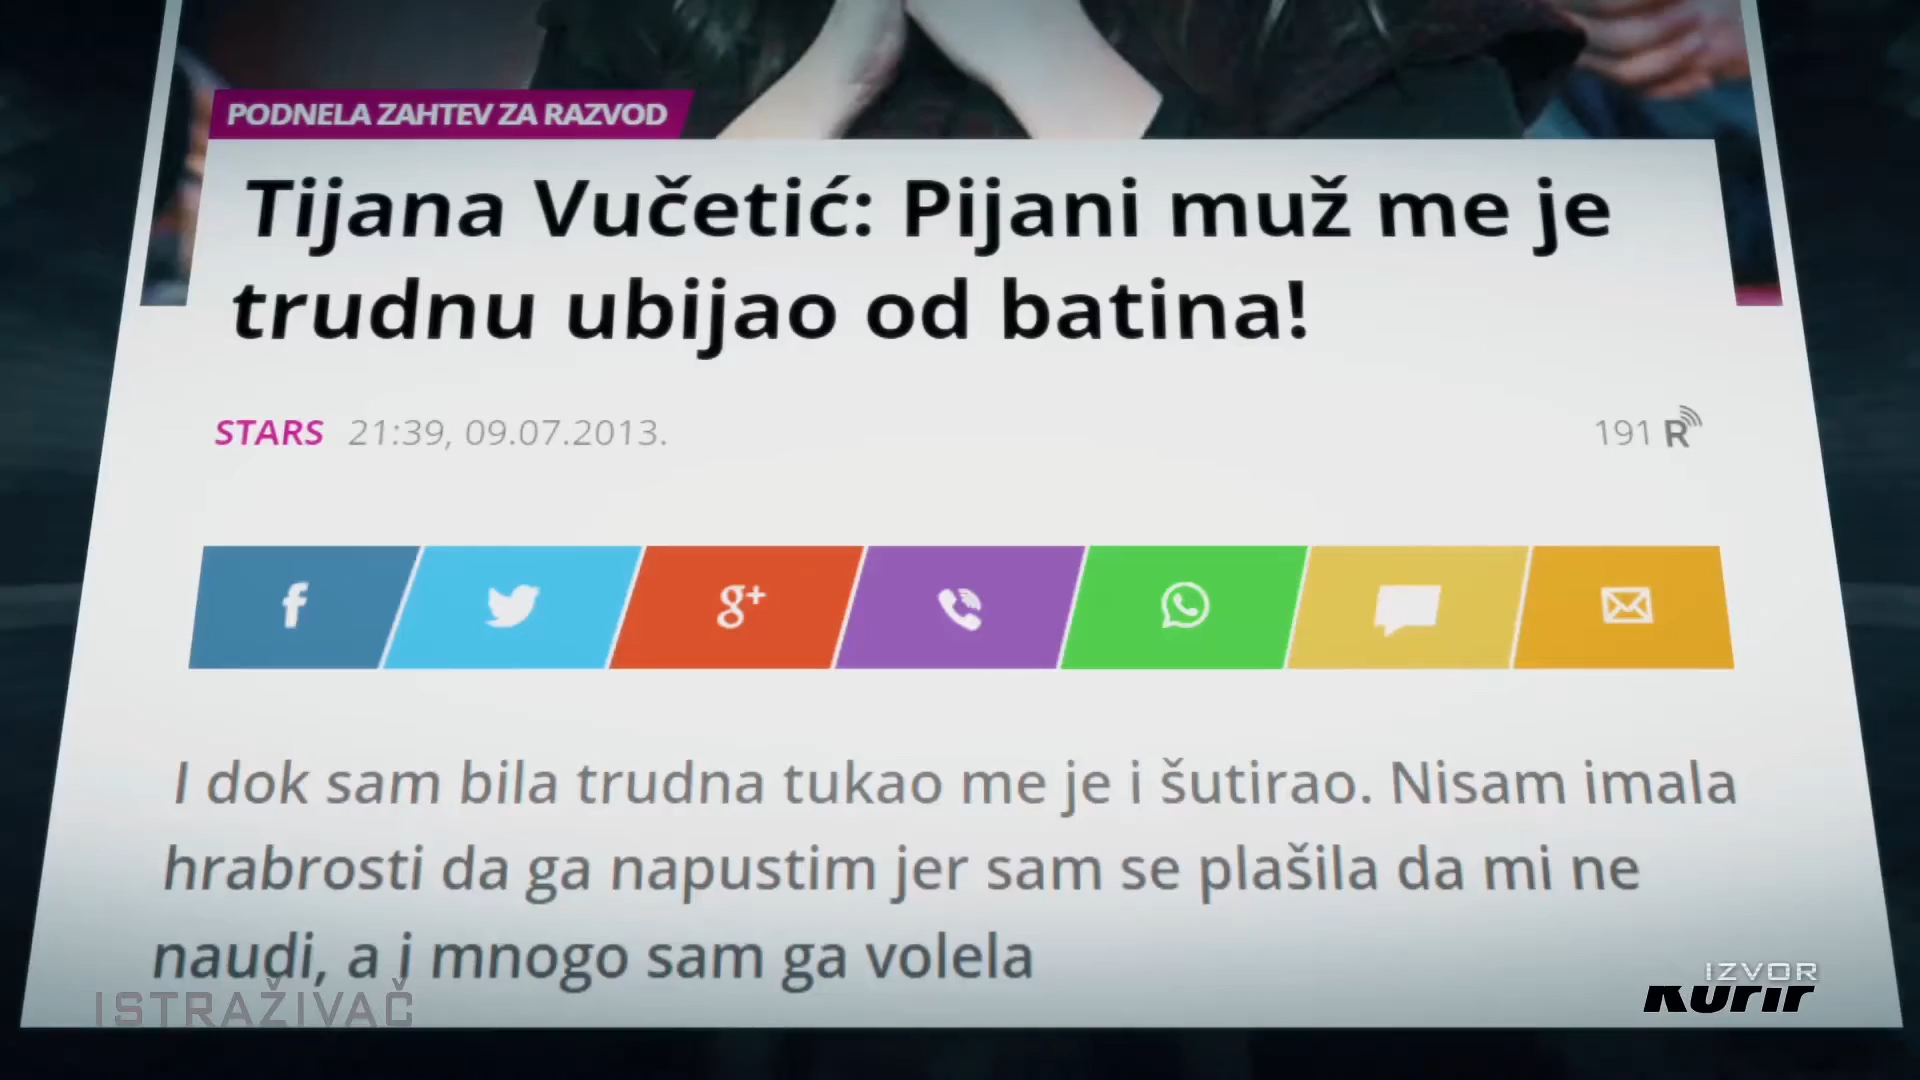 PODNELA ZAHTEV ZA RAZVOD
Tijana Vučetić: Pijani muž me je
trudnu ubijao od batina!
STARS 21:39, 09.07.2013.
191 R
f
g+
I dok sam bila trudna tukao me je i šutirao. Nisam imala
hrabrosti da ga napustim jer sam se plašila da mi ne
naudi, a i mnogo sam ga volela
ISTRAŽIVAČ
IZVOR
Kurir